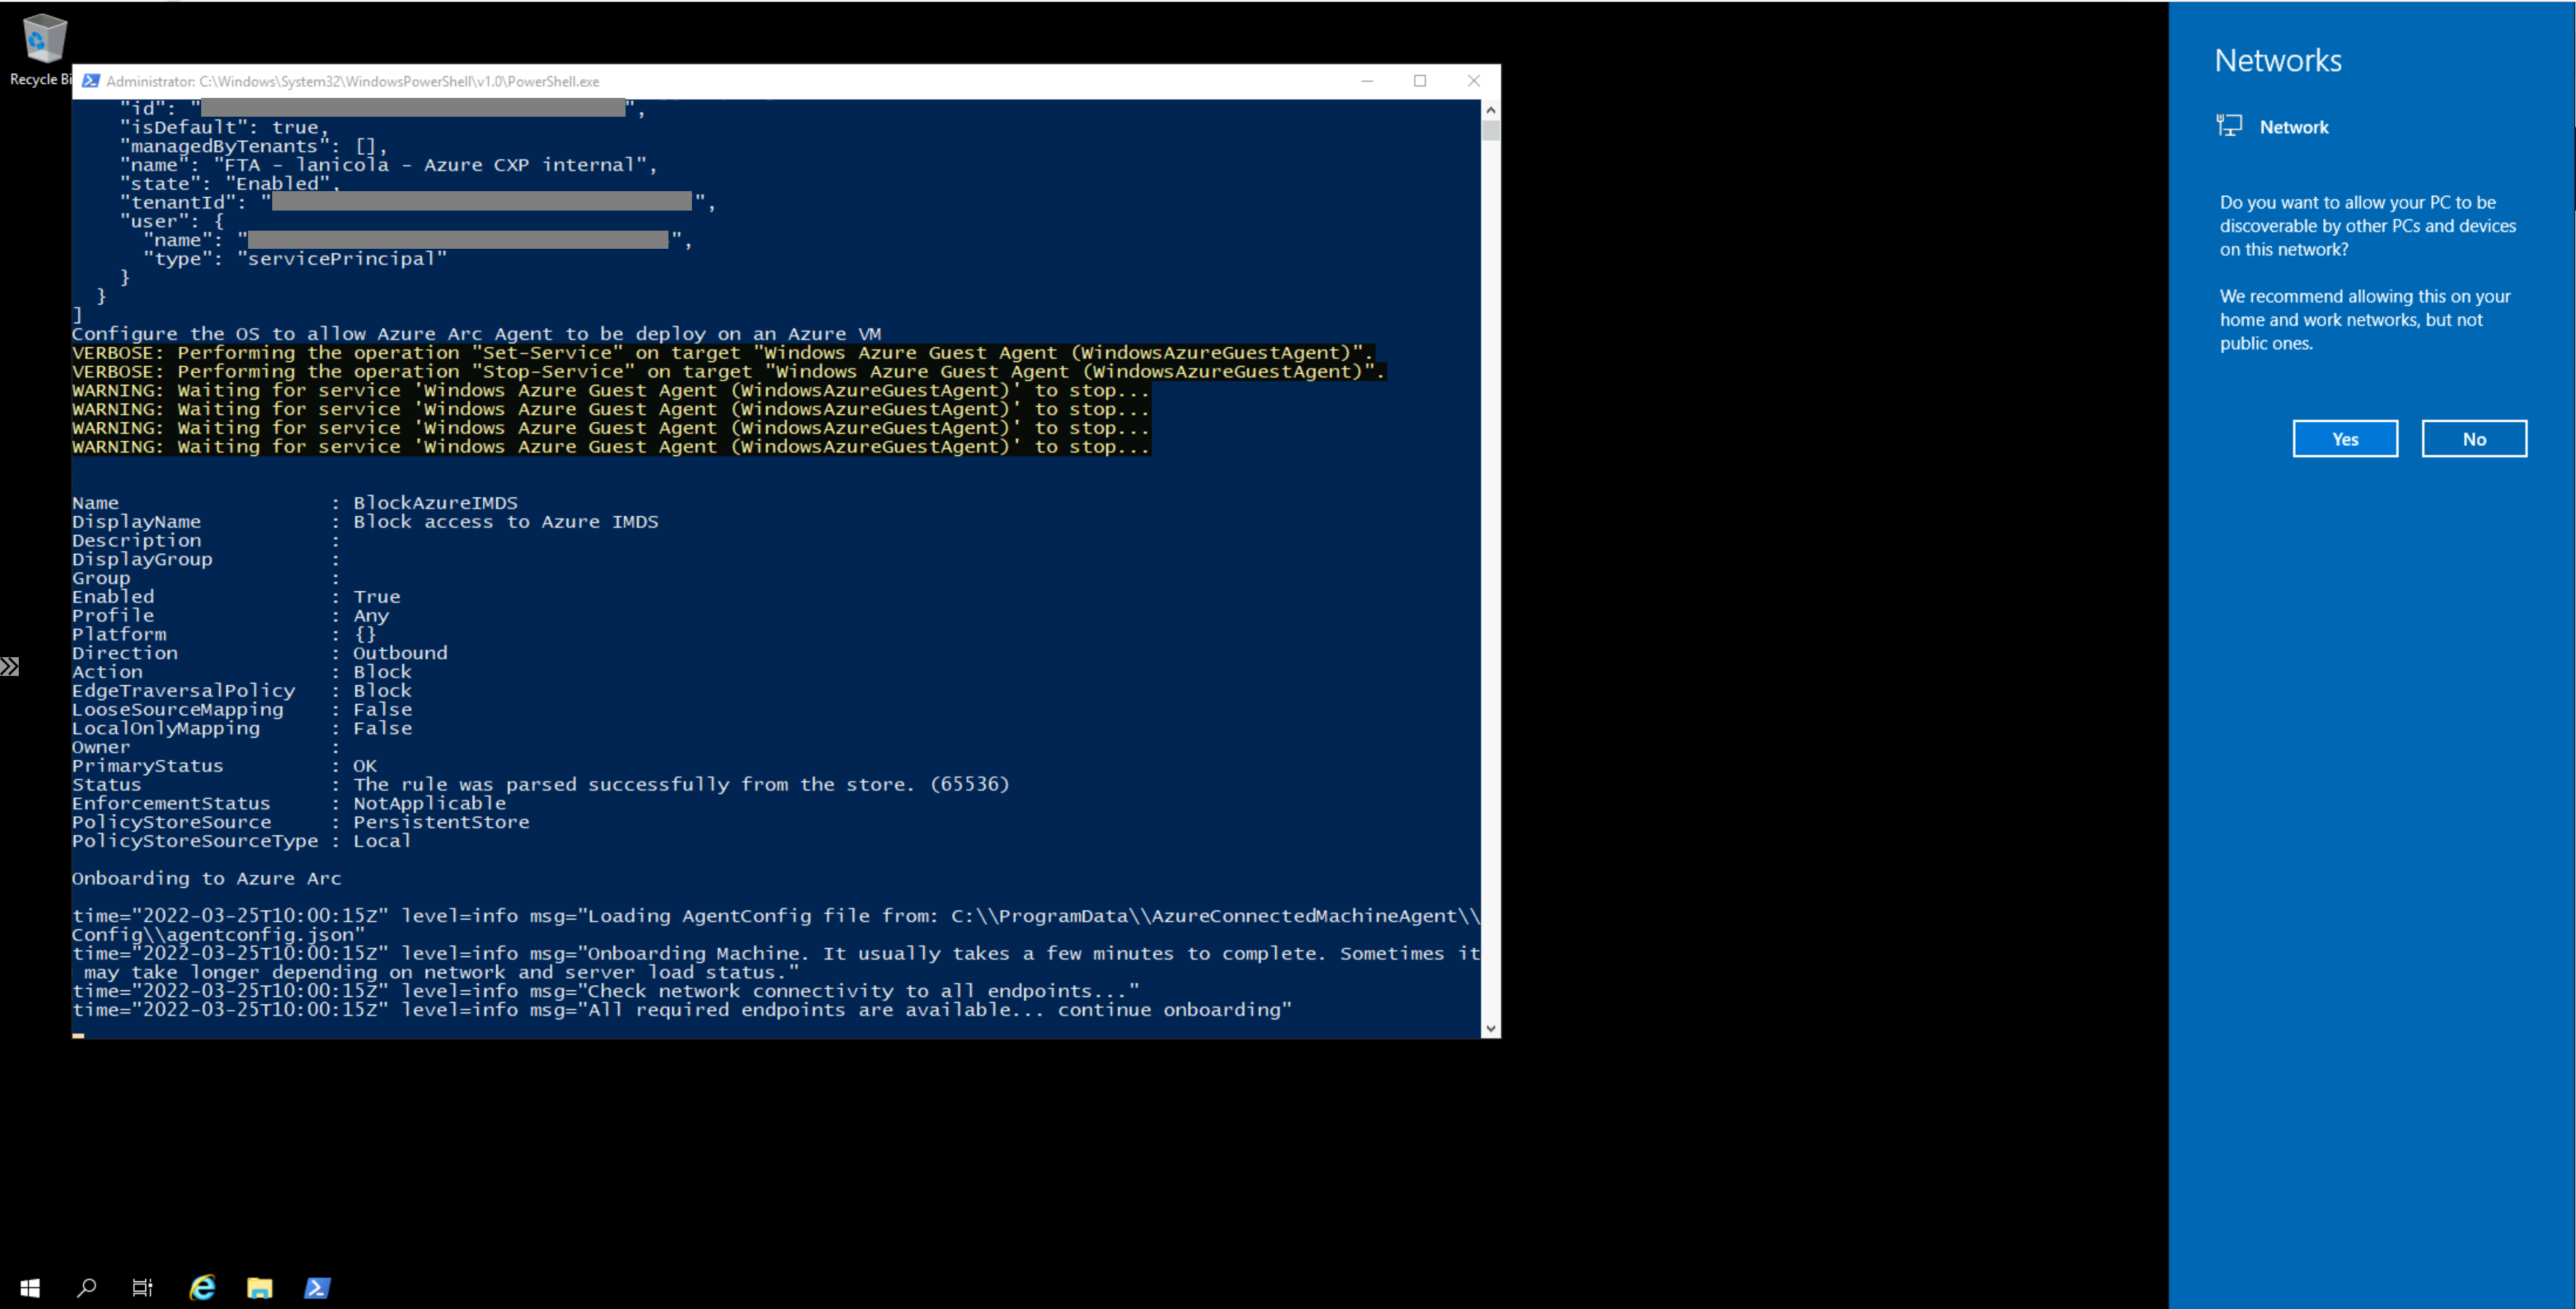 Recycle Bi
Administrator: C:\Windows\System32\WindowsPowerShell\v1.0\PowerShell.exe
"id": "",
"isDefault": true,
"managedByTenants": [],
"name": "FTA - lanicola - Azure CXP internal",
"state": "Enabled",
"tenantId": "",
"user": {
"name": "",
"type": "servicePrincipal"
}
}
]
Configure the OS to allow Azure Arc Agent to be deploy on an Azure VM
VERBOSE: Performing the operation "Set-Service" on target "Windows Azure Guest Agent (WindowsAzureGuestAgent)".
VERBOSE: Performing the operation "Stop-Service" on target "Windows Azure Guest Agent (WindowsAzureGuestAgent)".
WARNING: Waiting for service 'Windows Azure Guest Agent (WindowsAzureGuestAgent)' to stop...
WARNING: Waiting for service 'Windows Azure Guest Agent (WindowsAzureGuestAgent)' to stop...
WARNING: Waiting for service 'Windows Azure Guest Agent (WindowsAzureGuestAgent)' to stop...
WARNING: Waiting for service 'Windows Azure Guest Agent (WindowsAzureGuestAgent)' to stop...
Name : BlockAzureIMDS
DisplayName : Block access to Azure IMDS
Description :
DisplayGroup :
Group :
Enabled : True
Profile : Any
Platform : {}
Direction : Outbound
Action : Block
EdgeTraversalPolicy : Block
LooseSourceMapping : False
LocalOnlyMapping : False
Owner :
PrimaryStatus : OK
Status : The rule was parsed successfully from the store. (65536)
EnforcementStatus : NotApplicable
PolicyStoreSource : PersistentStore
PolicyStoreSourceType : Local
Onboarding to Azure Arc
time="2022-03-25T10:00:15Z" level=info msg="Loading AgentConfig file from: C:\\ProgramData\\AzureConnectedMachineAgent\\
Config\\agentconfig.json"
time="2022-03-25T10:00:15Z" level=info msg="Onboarding Machine. It usually takes a few minutes to complete. Sometimes it
may take longer depending on network and server load status."
time="2022-03-25T10:00:15Z" level=info msg="Check network connectivity to all endpoints..."
time="2022-03-25T10:00:15Z" level=info msg="All required endpoints are available... continue onboarding"
Networks
Network
Do you want to allow your PC to be
discoverable by other PCs and devices
on this network?
We recommend allowing this on your
home and work networks, but not
public ones.
Yes
No